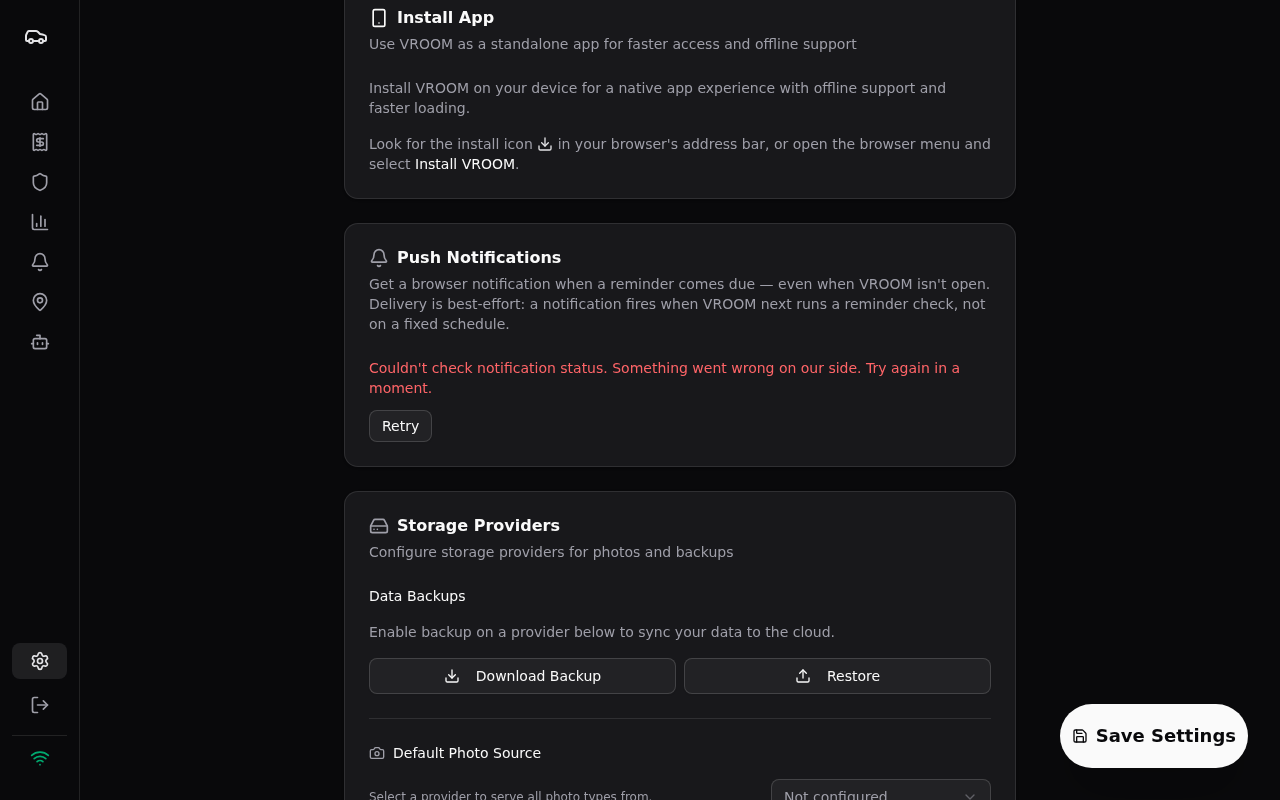 Install App
Use VROOM as a standalone app for faster access and offline support
Install VROOM on your device for a native app experience with offline support and
faster loading.
Look for the install icon in your browser's address bar, or open the browser menu and
select Install VROOM.
Push Notifications
Get a browser notification when a reminder comes due — even when VROOM isn't open.
Delivery is best-effort: a notification fires when VROOM next runs a reminder check, not
on a fixed schedule.
Couldn't check notification status. Something went wrong on our side. Try again in a
moment.
Retry
Storage Providers
Configure storage providers for photos and backups
Data Backups
Enable backup on a provider below to sync your data to the cloud.
Download Backup
Restore
Default Photo Source
Select a provider to serve all photo types from.
Not configured
Save Settings